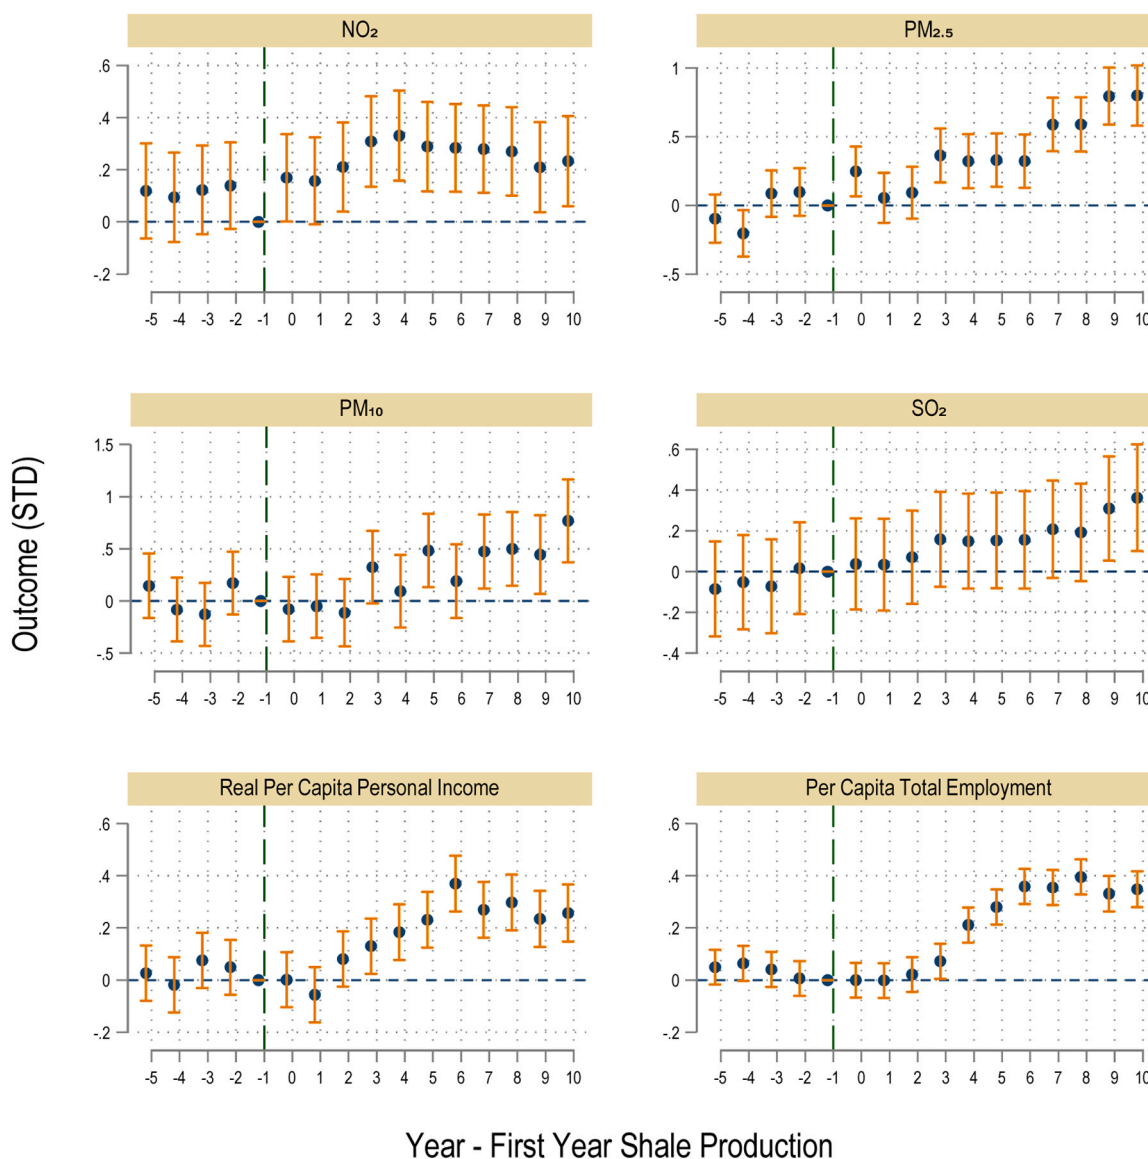 NO₂
.6
.4
.2
0
-.2
-5 -4 -3 -2 -1 0 1 2 3 4 5 6 7 8 9 10
PM₂.₅
1
.5
0
-.5
-5 -4 -3 -2 -1 0 1 2 3 4 5 6 7 8 9 10
Outcome (STD)
PM₁₀
1.5
1
.5
0
-.5
-5 -4 -3 -2 -1 0 1 2 3 4 5 6 7 8 9 10
SO₂
.6
.4
.2
0
-.2
-.4
-5 -4 -3 -2 -1 0 1 2 3 4 5 6 7 8 9 10
Real Per Capita Personal Income
.6
.4
.2
0
-.2
-5 -4 -3 -2 -1 0 1 2 3 4 5 6 7 8 9 10
Per Capita Total Employment
.6
.4
.2
0
-.2
-5 -4 -3 -2 -1 0 1 2 3 4 5 6 7 8 9 10
Year - First Year Shale Production